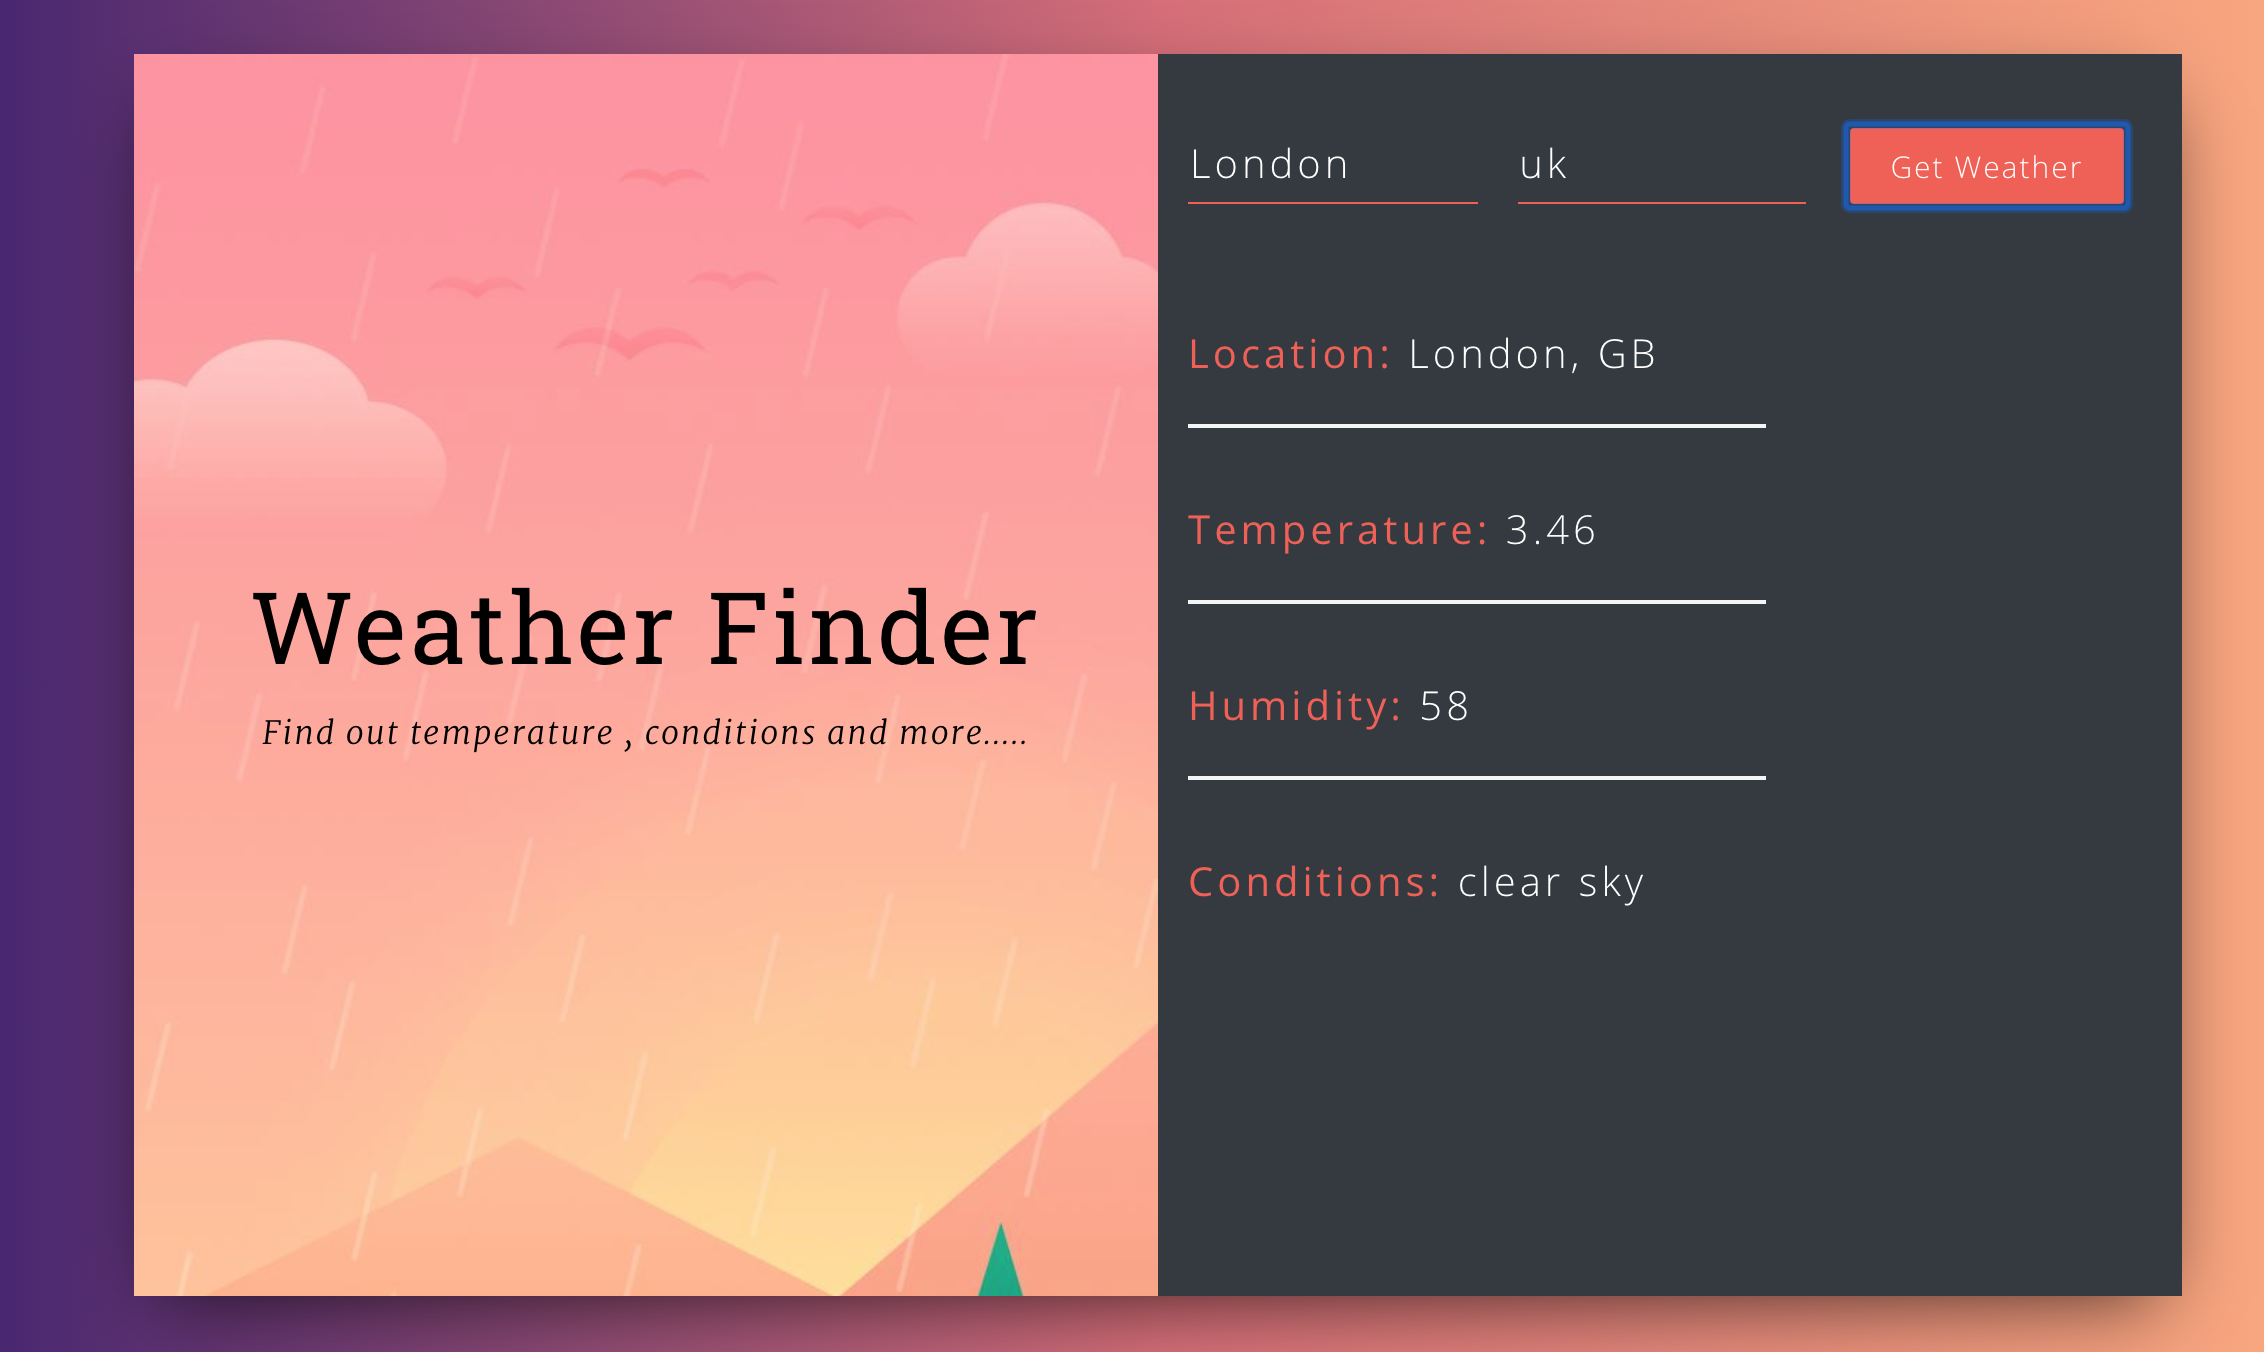 Weather Finder
Find out temperature , conditions and more.....
London
uk
Get Weather
Location: London, GB
Temperature: 3.46
Humidity: 58
Conditions: clear sky